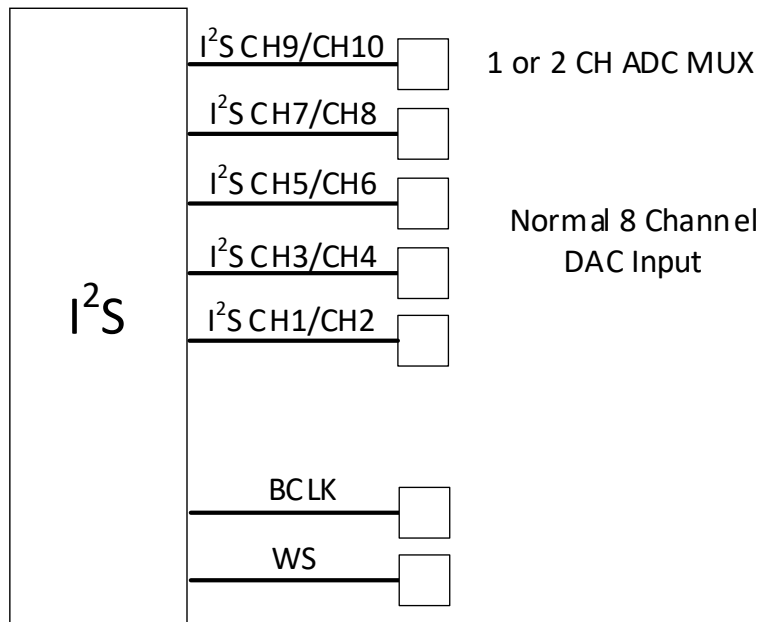 I²S CH9/CH10
1 or 2 CH ADC MUX
I²S CH7/CH8
I²S CH5/CH6
Normal 8 Channel
DAC Input
I²S CH3/CH4
I²S
I²S CH1/CH2
BCLK
WS